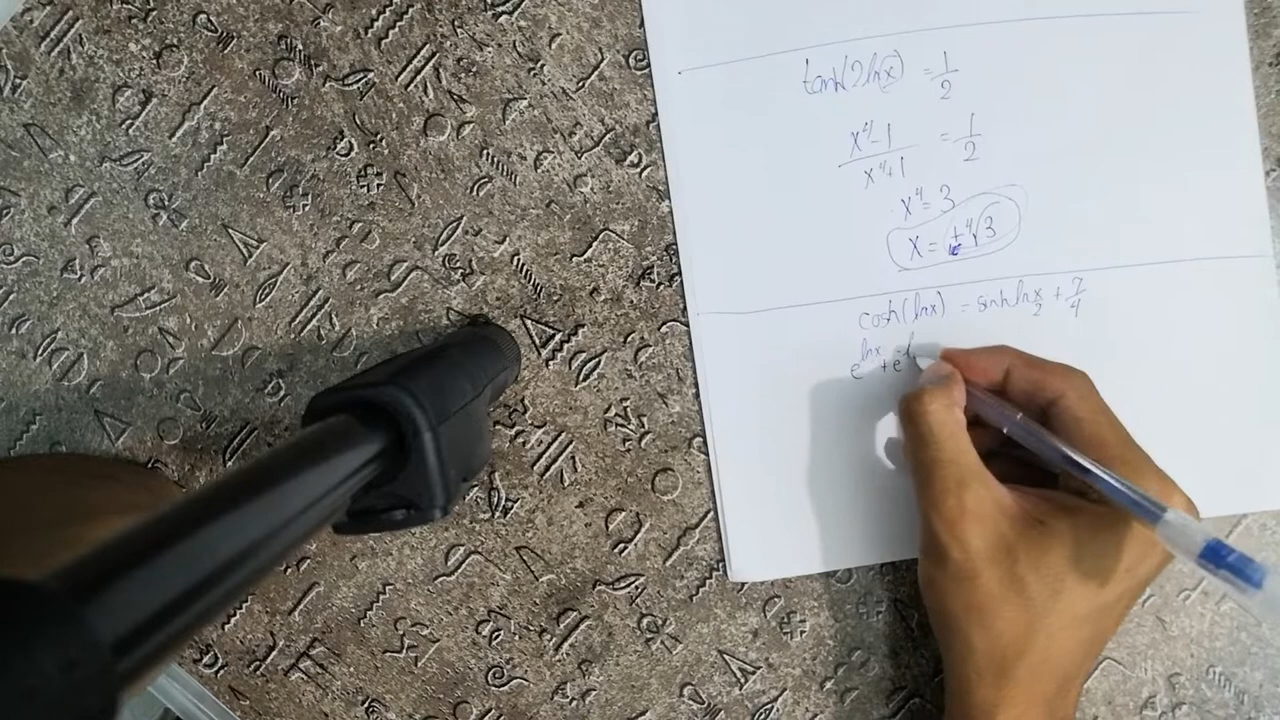 tanh(2lnx) = 1/2
x⁴-1/x⁴+1 = 1/2
x⁴= 3
x = ±⁴√3
cosh(lnx) = sinh ln x/2 + 7/4
e^lnx + e^-l